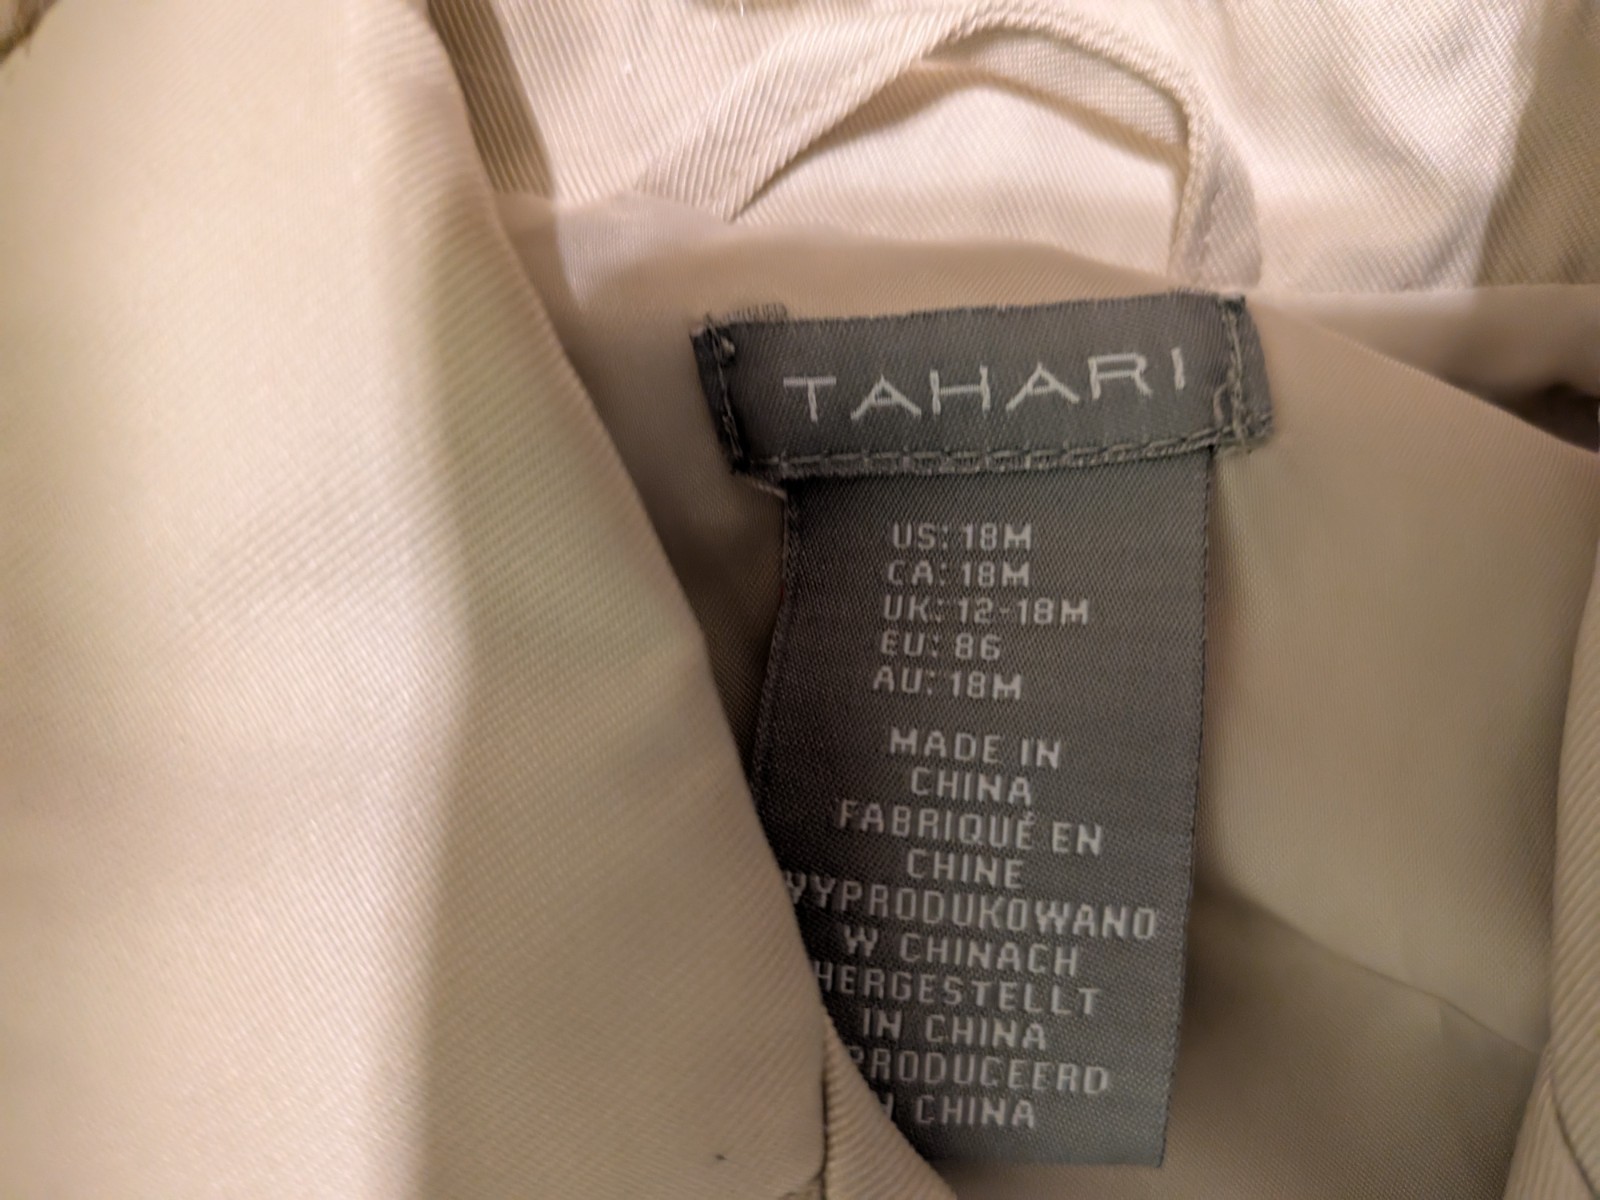 TAHARI
US: 18M
CA: 18M
UK: 12-18M
EU: 86
AU: 18M
MADE IN
CHINA
FABRIQUÉ EN
CHINE
WYPRODUKOWANO
W CHINACH
HERGESTELLT
IN CHINA
PRODUCEERD
CHINA